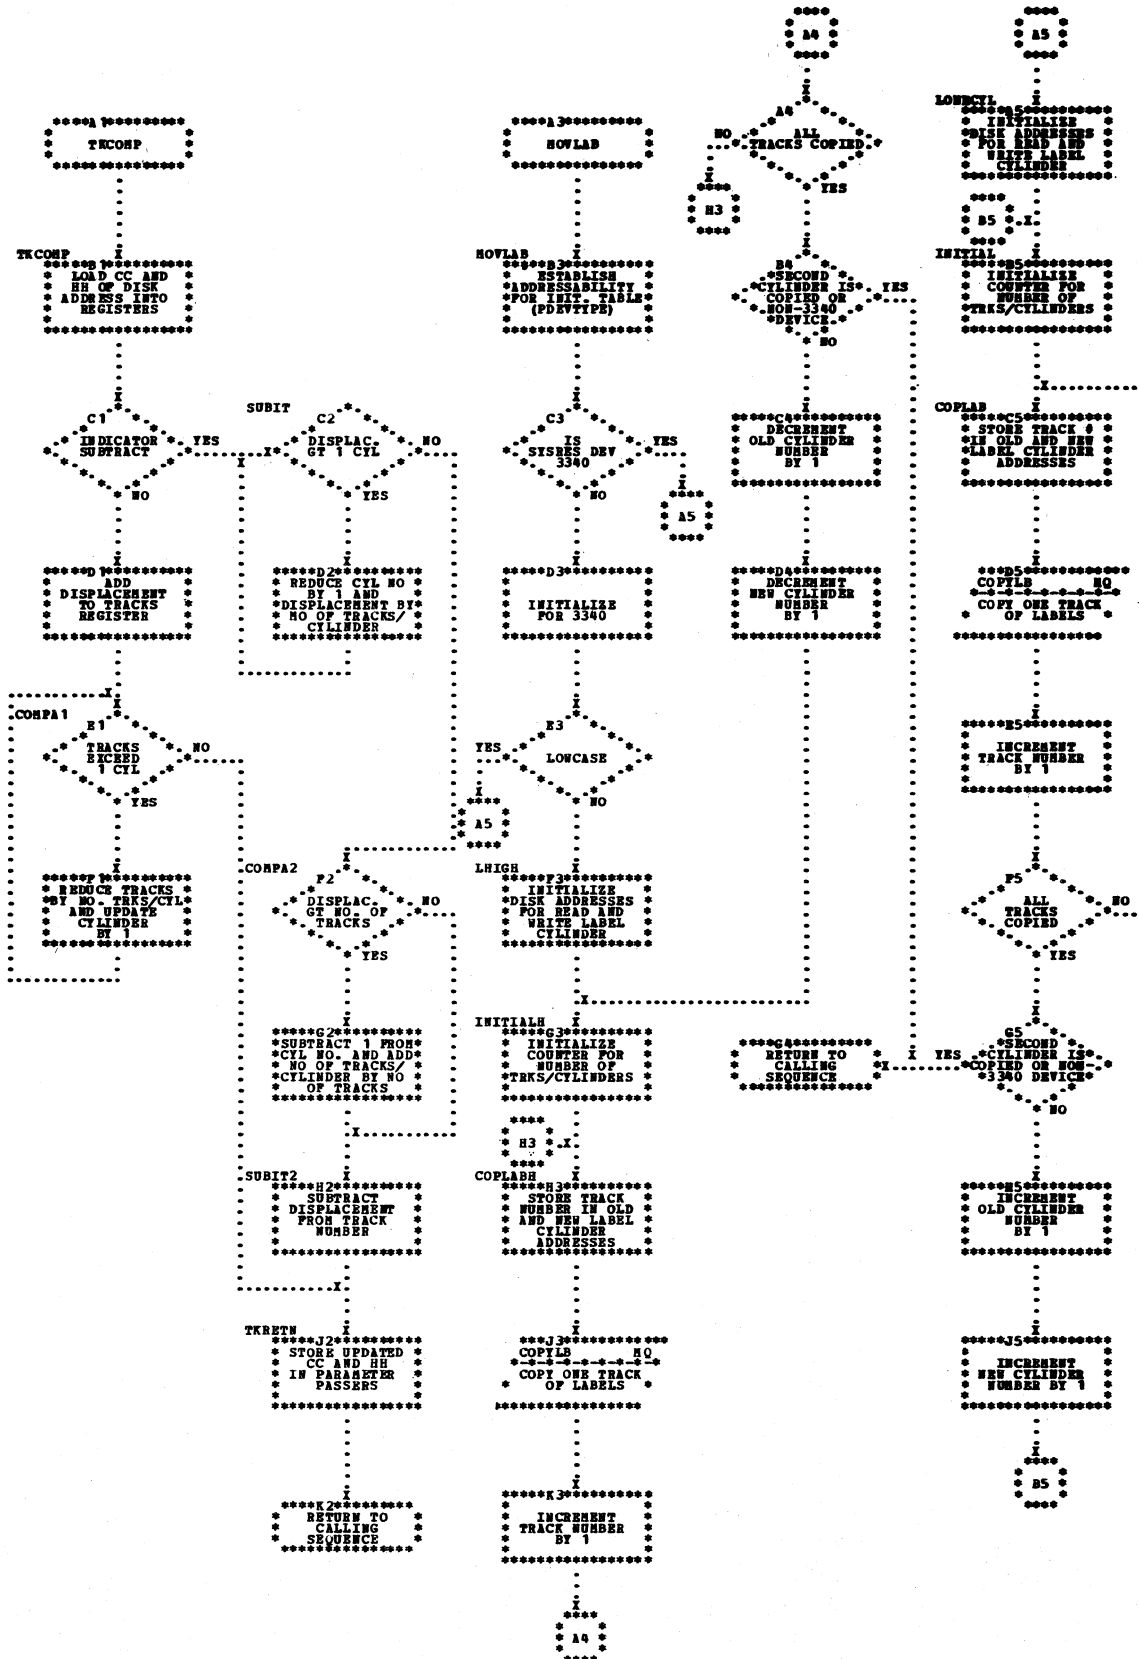 A1
TKCOMP
TKCOMP
B1
LOAD CC AND
HH OF DISK
ADDRESS INTO
REGISTERS
C1
INDICATOR
SUBTRACT
YES
NO
D1
ADD
DISPLACEMENT
TO TRACKS
REGISTER
COMPA1
E1
TRACKS
EXCEED
1 CYL
NO
YES
F1
REDUCE TRACKS
BY NO. TRKS/CYL
AND UPDATE
CYLINDER
BY 1
SUBIT
C2
DISPLAC.
GT 1 CYL
NO
YES
D2
REDUCE CYL NO
BY 1 AND
DISPLACEMENT BY
NO OF TRACKS/
CYLINDER
COMPA2
F2
DISPLAC.
GT NO. OF
TRACKS
NO
YES
G2
SUBTRACT 1 FROM
CYL NO. AND ADD
NO OF TRACKS/
CYLINDER BY NO
OF TRACKS
SUBIT2
H2
SUBTRACT
DISPLACEMENT
FROM TRACK
NUMBER
TKRETN
J2
STORE UPDATED
CC AND HH
IN PARAMETER
PASSERS
K2
RETURN TO
CALLING
SEQUENCE
A3
MOVLAB
MOVLAB
B3
ESTABLISH
ADDRESSABILITY
FOR INIT. TABLE
(PDEVTYPE)
C3
IS
SYSRES DEV
3340
YES
A5
NO
D3
INITIALIZE
FOR 3340
E3
LOWCASE
YES
A5
NO
LHIGH
F3
INITIALIZE
DISK ADDRESSES
FOR READ AND
WRITE LABEL
CYLINDER
INITIALH
G3
INITIALIZE
COUNTER FOR
NUMBER OF
TRKS/CYLINDERS
H3
COPLABH
H3
STORE TRACK
NUMBER IN OLD
AND NEW LABEL
CYLINDER
ADDRESSES
J3
COPYLB MQ
COPY ONE TRACK
OF LABELS
K3
INCREMENT
TRACK NUMBER
BY 1
A4
A4
A4
ALL
TRACKS COPIED
NO
H3
YES
B4
SECOND
CYLINDER IS
COPIED OR
NON-3340
DEVICE
YES
NO
C4
DECREMENT
OLD CYLINDER
NUMBER
BY 1
D4
DECREMENT
NEW CYLINDER
NUMBER
BY 1
G4
RETURN TO
CALLING
SEQUENCE
A5
LOWRCYL
A5
INITIALIZE
DISK ADDRESSES
FOR READ AND
WRITE LABEL
CYLINDER
B5
INITIAL
B5
INITIALIZE
COUNTER FOR
NUMBER OF
TRKS/CYLINDERS
COPLAB
C5
STORE TRACK #
IN OLD AND NEW
LABEL CYLINDER
ADDRESSES
D5
COPYLB MQ
COPY ONE TRACK
OF LABELS
E5
INCREMENT
TRACK NUMBER
BY 1
F5
ALL
TRACKS
COPIED
NO
YES
G5
SECOND
CYLINDER IS
COPIED OR NON-
3340 DEVICE
YES
NO
H5
INCREMENT
OLD CYLINDER
NUMBER
BY 1
J5
INCREMENT
NEW CYLINDER
NUMBER BY 1
B5